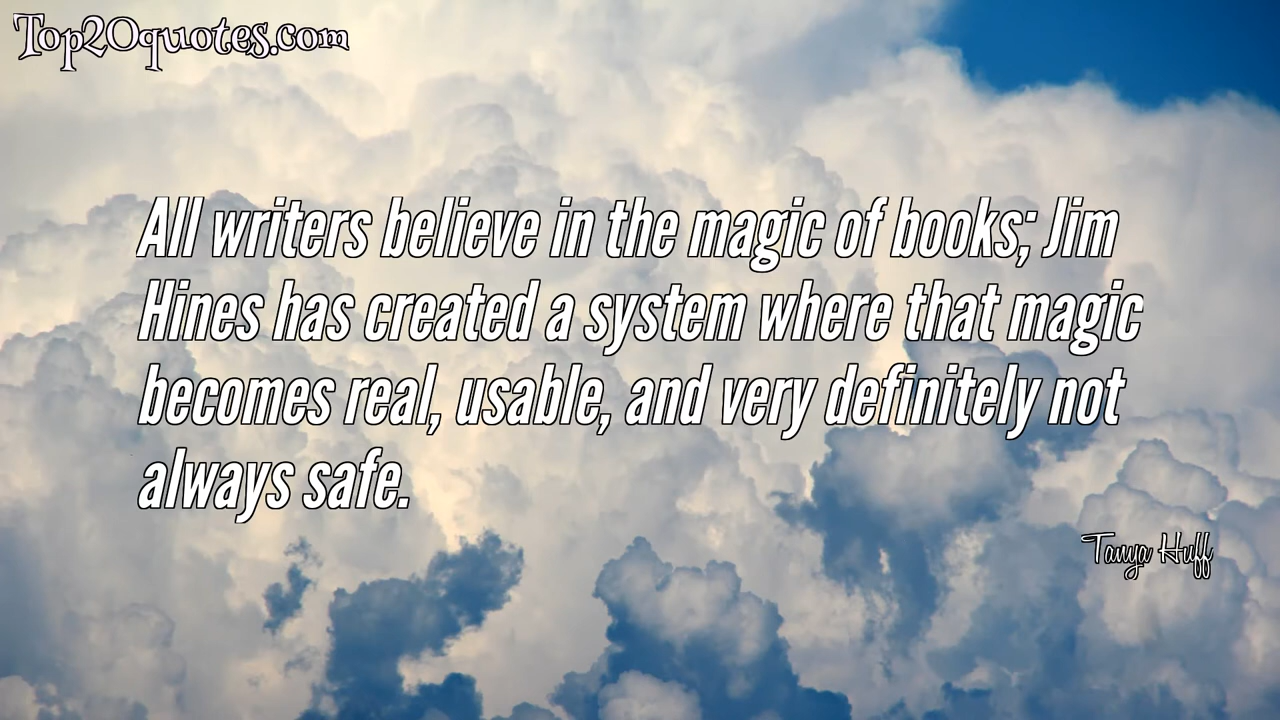 Top20quotes.com
All writers believe in the magic of books; Jim
Hines has created a system where that magic
becomes real, usable, and very definitely not
always safe.
Tanya Huff